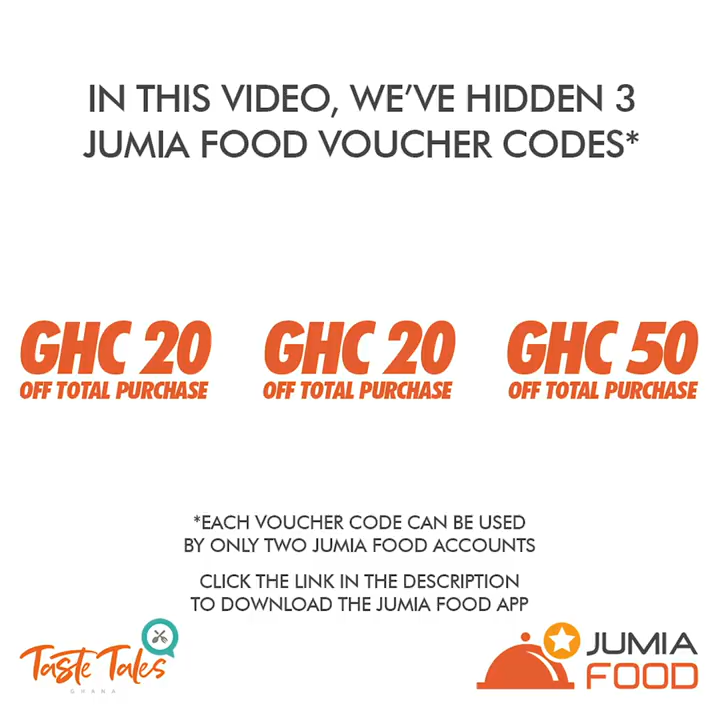 IN THIS VIDEO, WE'VE HIDDEN 3
JUMIA FOOD VOUCHER CODES*
GHC 20
OFF TOTAL PURCHASE
GHC 20
OFF TOTAL PURCHASE
GHC 50
OFF TOTAL PURCHASE
*EACH VOUCHER CODE CAN BE USED
BY ONLY TWO JUMIA FOOD ACCOUNTS
CLICK THE LINK IN THE DESCRIPTION
TO DOWNLOAD THE JUMIA FOOD APP
Taste Tales
GHANA
JUMIA
FOOD